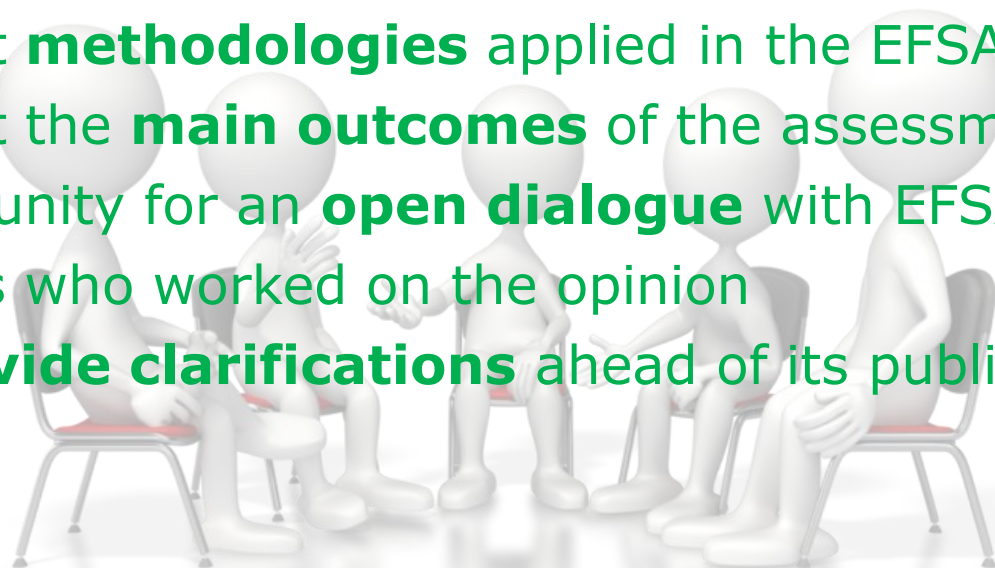 t methodologies applied in the EFSA
t the main outcomes of the assessm
unity for an open dialogue with EFS
s who worked on the opinion
vide clarifications ahead of its publi